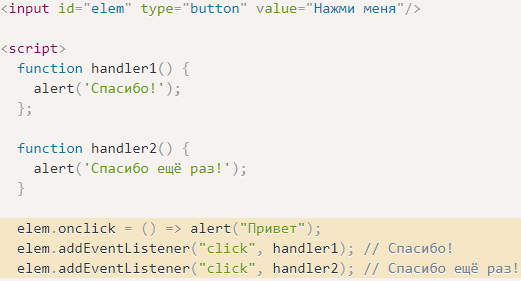 <input id="elem" type="button" value="Нажми меня"/>
<script>
function handler1() {
alert('Спасибо!');
};
function handler2() {
alert('Спасибо ещё раз!');
}
elem.onclick = () => alert("Привет");
elem.addEventListener("click", handler1); // Спасибо!
elem.addEventListener("click", handler2); // Спасибо ещё раз!